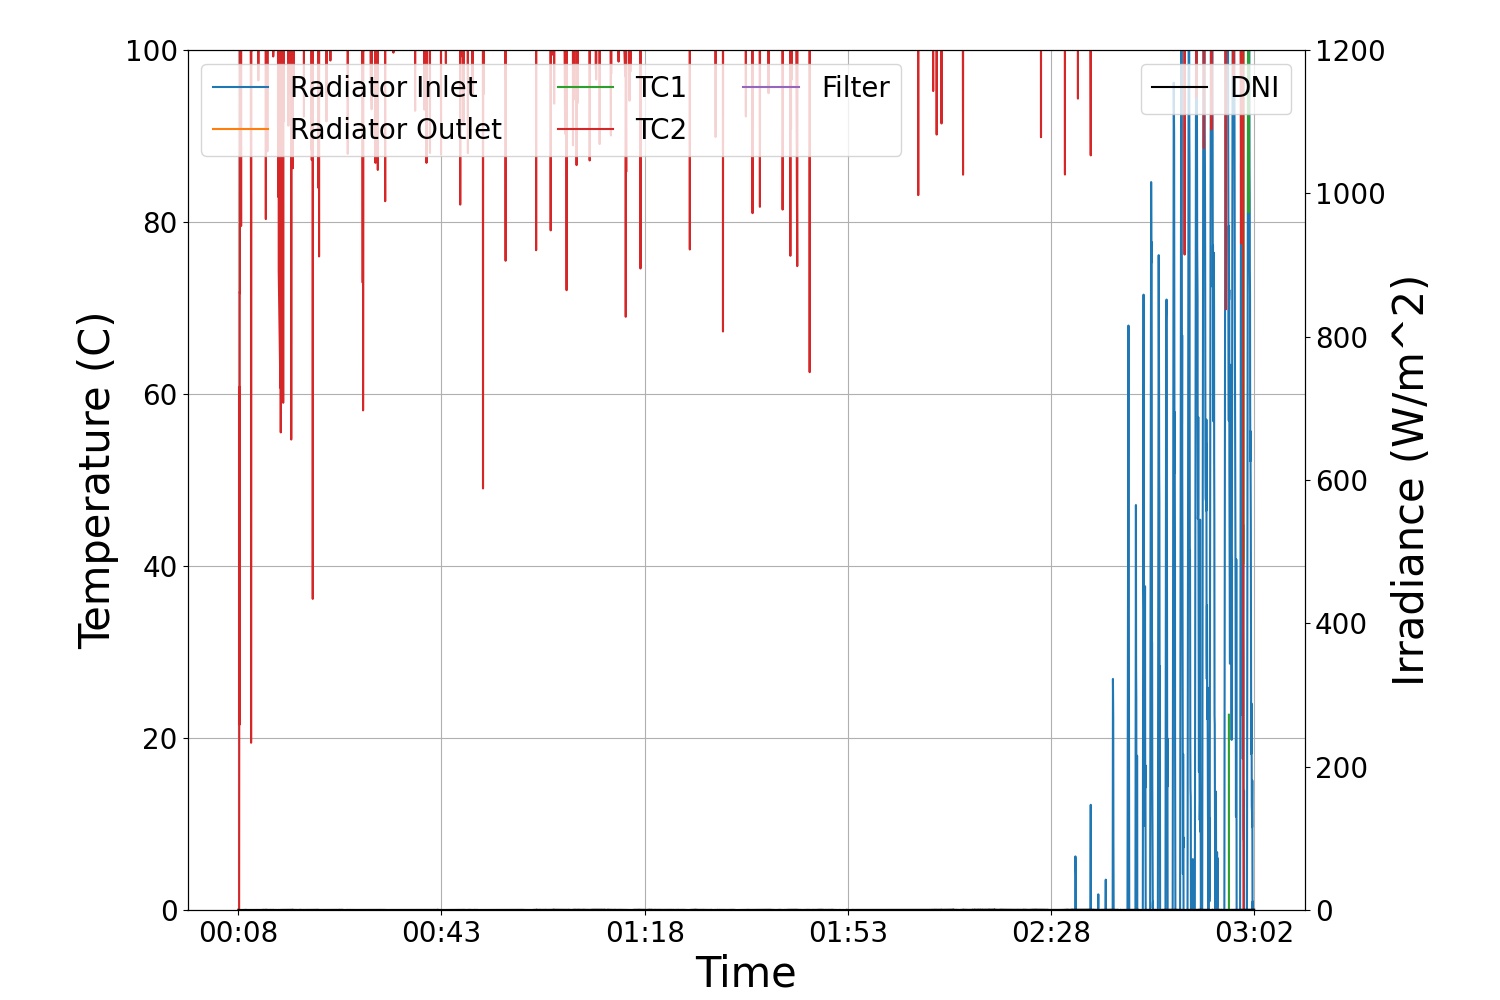 Radiator Inlet
Radiator Outlet
TC1
TC2
Filter
DNI
Temperature (C)
100
80
60
40
20
0
1200
1000
800
600
400
200
0
Irradiance (W/m^2)
00:08 00:43 01:18 01:53 02:28 03:02
Time